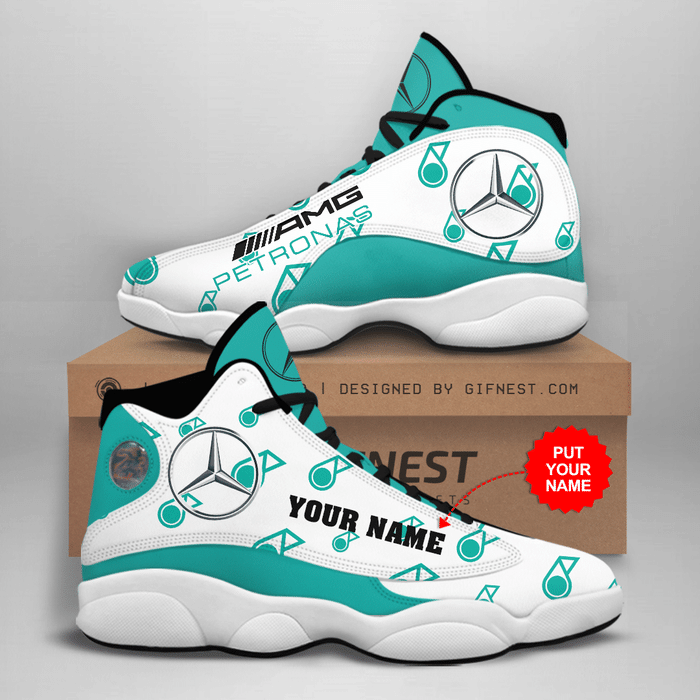 AMG
PETRONAS
DESIGNED BY GIFNEST.COM
NEST
YOUR NAME
PUT
YOUR
NAME